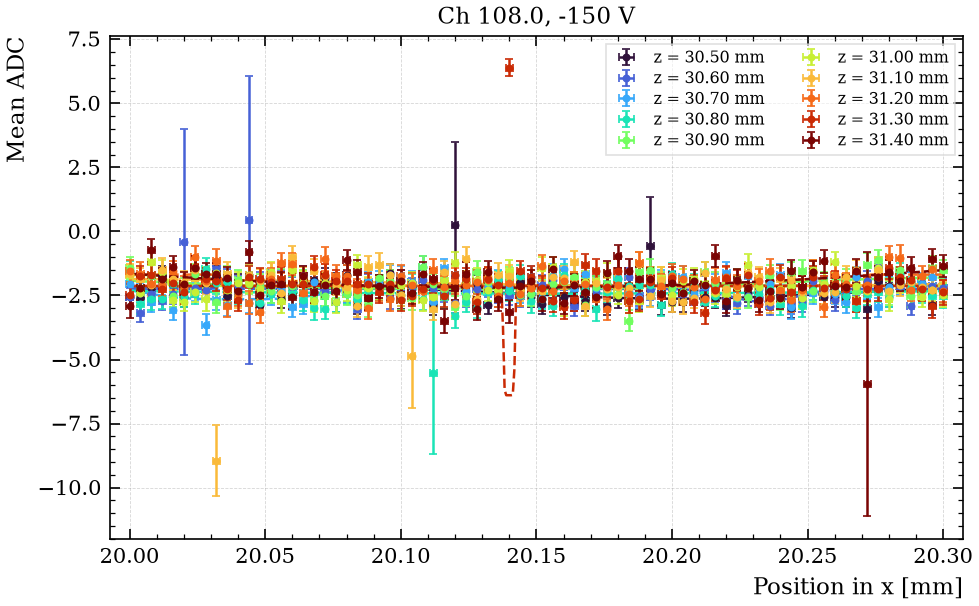 Ch 108.0, -150 V
Mean ADC
7.5
5.0
2.5
0.0
−2.5
−5.0
−7.5
−10.0
z = 30.50 mm
z = 30.60 mm
z = 30.70 mm
z = 30.80 mm
z = 30.90 mm
z = 31.00 mm
z = 31.10 mm
z = 31.20 mm
z = 31.30 mm
z = 31.40 mm
20.00 20.05 20.10 20.15 20.20 20.25 20.30
Position in x [mm]